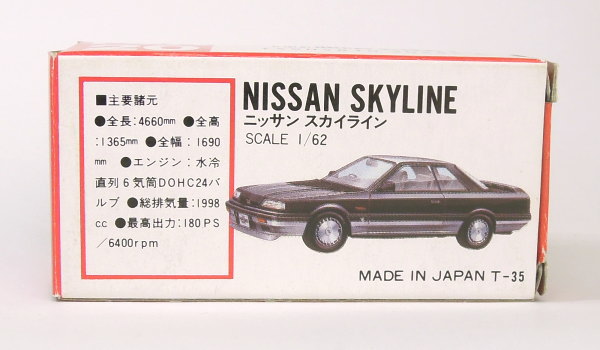 ■主要諸元
●全長:4660mm ●全高
:1365mm ●全幅:1690
mm ●エンジン:水冷
直列6気筒DOHC24バ
ルブ ●総排気量:1998
cc ●最高出力:180PS
/6400rpm
NISSAN SKYLINE
ニッサン スカイライン
SCALE 1/62
MADE IN JAPAN T-35